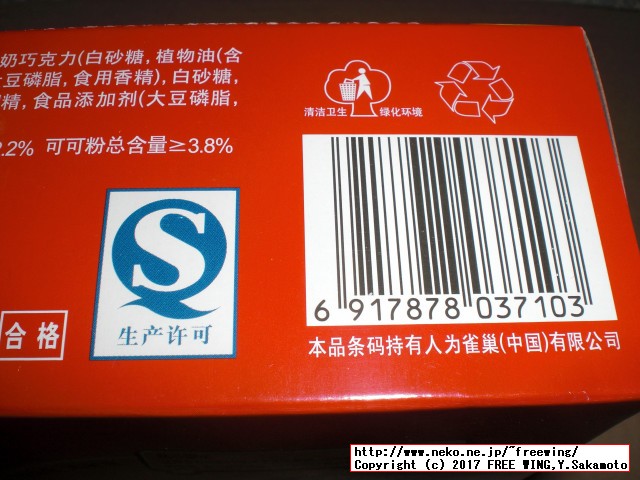 奶巧克力(白砂糖, 植物油(含
大豆磷脂, 食用香精), 白砂糖,
精, 食品添加剂(大豆磷脂,
.2% 可可粉总含量≥3.8%
清洁卫生 绿化环境
S
生产许可
合格
6 917878 037103
本品条码持有人为雀巢(中国)有限公司
http://www.neko.ne.jp/~freewing/
Copyright (c) 2017 FREE WING,Y.Sakamoto